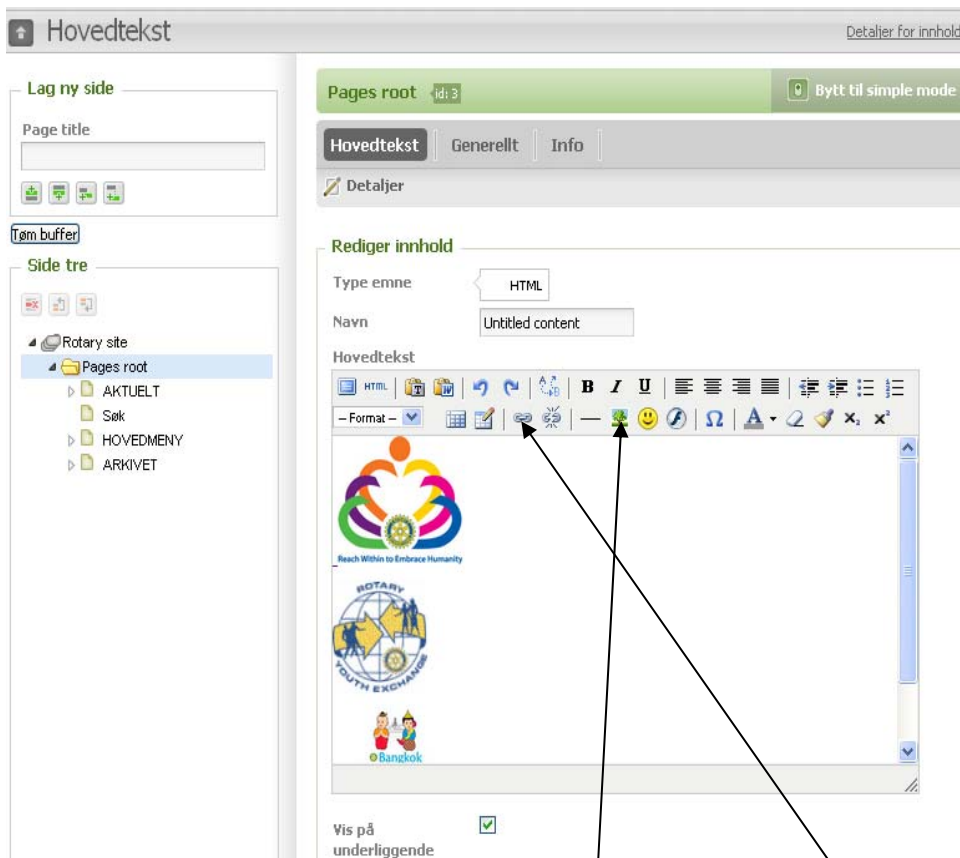 Hovedtekst
Detaljer for innhold
Lag ny side
Page title
Tøm buffer
Side tre
Rotary site
Pages root
AKTUELT
Søk
HOVEDMENY
ARKIVET
Pages root id: 3
Bytt til simple mode
Hovedtekst Generellt Info
Detaljer
Rediger innhold
Type emne HTML
Navn Untitled content
Hovedtekst
HTML B I U
-- Format -- Ω A x₂ x²
Reach Within to Embrace Humanity
ROTARY
YOUTH EXCHANGE
Bangkok
Vis på
underliggende